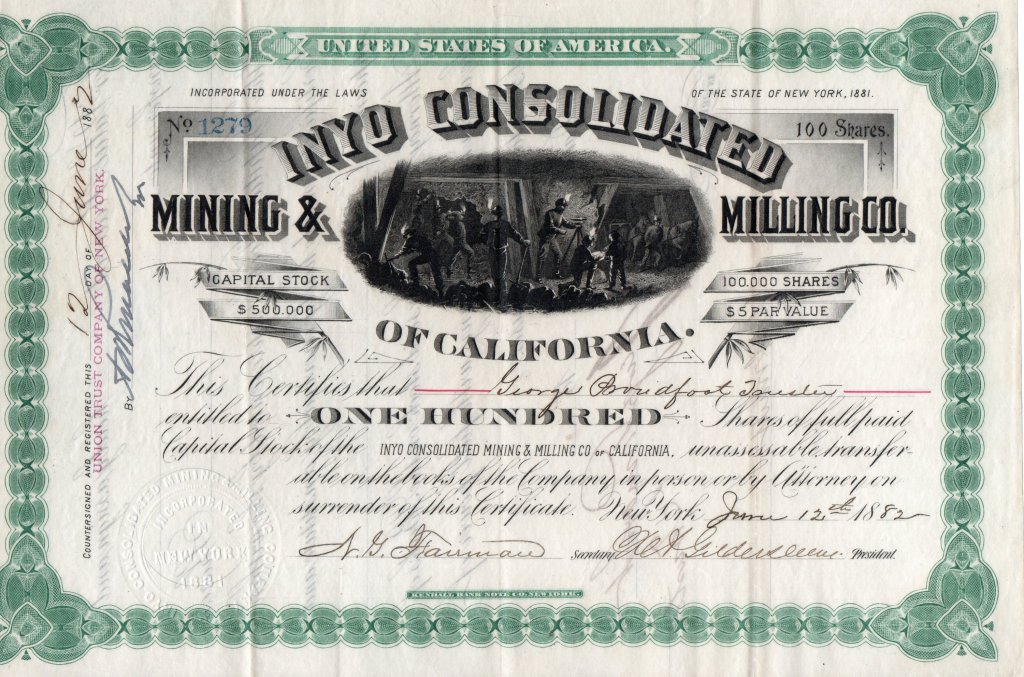 UNITED STATES OF AMERICA.
INCORPORATED UNDER THE LAWS OF THE STATE OF NEW YORK, 1881.
No 1279
100 Shares.
INYO CONSOLIDATED
MINING & MILLING CO.
CAPITAL STOCK
$500.000
100.000 SHARES
$5 PAR VALUE
OF CALIFORNIA.
This Certifies that George Proudfoot Trustee
entitled to ONE HUNDRED Shares of full paid
Capital Stock of the INYO CONSOLIDATED MINING & MILLING CO OF CALIFORNIA, unassessable, transfer-
able on the books of the Company in person or by Attorney on
surrender of this Certificate. New York June 12th 1882
N. G. Fairman Secretary Gildersleeve President.
KENDALL BANK NOTE CO. NEW YORK.
COUNTERSIGNED AND REGISTERED THIS 12 DAY OF June 1882
UNION TRUST COMPANY OF NEW YORK,
BY
CONSOLIDATED MINING & MILLING CO
INCORPORATED
IN
NEW YORK
1881